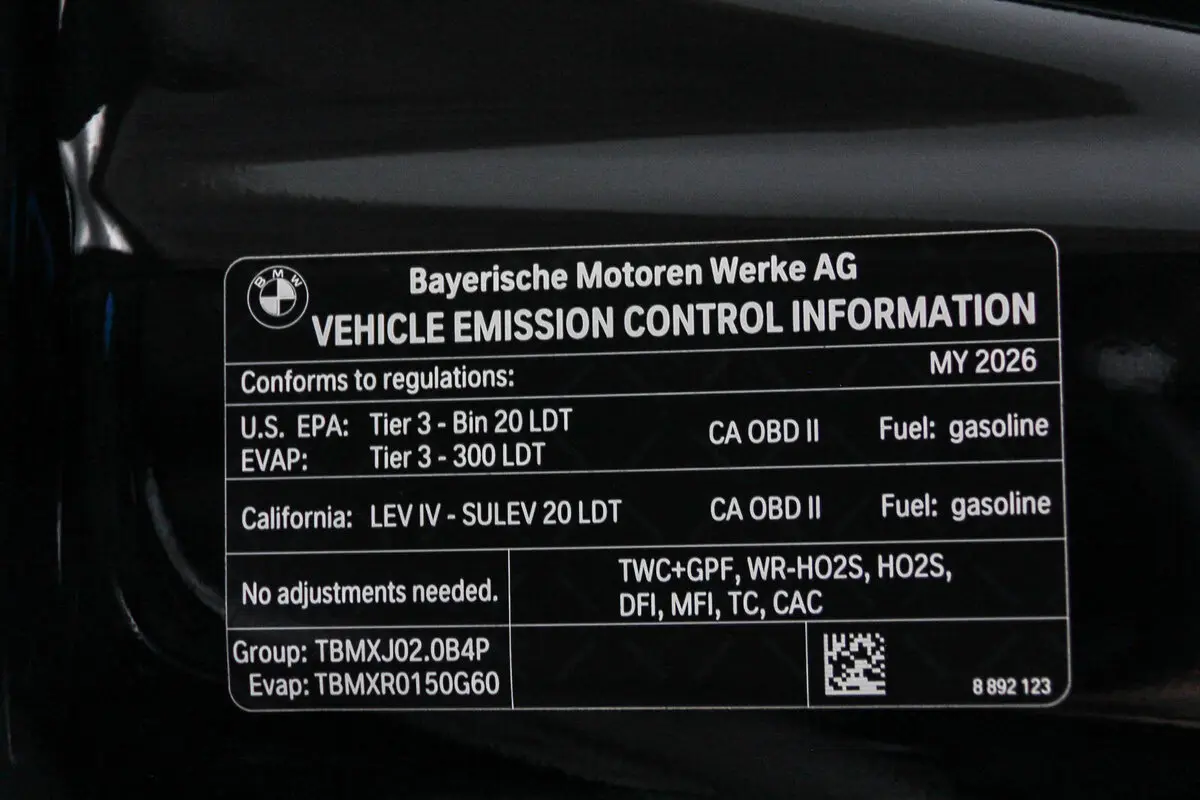 BMW
Bayerische Motoren Werke AG
VEHICLE EMISSION CONTROL INFORMATION
Conforms to regulations: MY 2026
U.S. EPA: Tier 3 - Bin 20 LDT CA OBD II Fuel: gasoline
EVAP: Tier 3 - 300 LDT
California: LEV IV - SULEV 20 LDT CA OBD II Fuel: gasoline
No adjustments needed.
TWC+GPF, WR-HO2S, HO2S,
DFI, MFI, TC, CAC
Group: TBMXJ02.0B4P
Evap: TBMXR0150G60
8 892 123